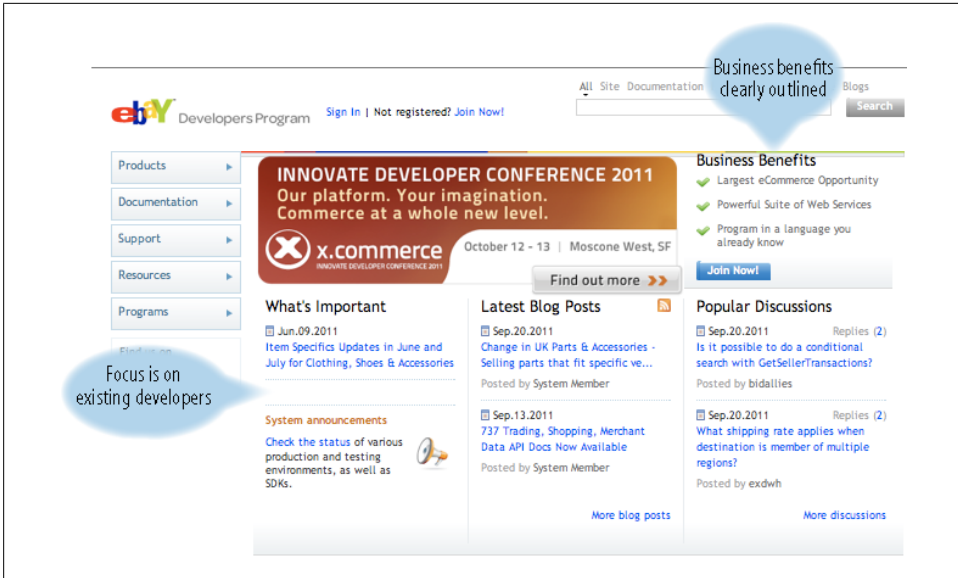 Business benefits
clearly outlined
All Site Documentation Blogs
ebay Developers Program Sign In | Not registered? Join Now!
Search
Products
Documentation
Support
Resources
Programs
Find us on
Focus is on
existing developers
INNOVATE DEVELOPER CONFERENCE 2011
Our platform. Your imagination.
Commerce at a whole new level.
x.commerce
INNOVATE DEVELOPER CONFERENCE 2011
October 12 - 13 | Moscone West, SF
Find out more >>
Business Benefits
Largest eCommerce Opportunity
Powerful Suite of Web Services
Program in a language you
already know
Join Now!
What's Important
Jun.09.2011
Item Specifics Updates in June and
July for Clothing, Shoes & Accessories
System announcements
Check the status of various
production and testing
environments, as well as
SDKs.
Latest Blog Posts
Sep.20.2011
Change in UK Parts & Accessories -
Selling parts that fit specific ve...
Posted by System Member
Sep.13.2011
737 Trading, Shopping, Merchant
Data API Docs Now Available
Posted by System Member
More blog posts
Popular Discussions
Sep.20.2011 Replies (2)
Is it possible to do a conditional
search with GetSellerTransactions?
Posted by bidallies
Sep.20.2011 Replies (2)
What shipping rate applies when
destination is member of multiple
regions?
Posted by exdwh
More discussions